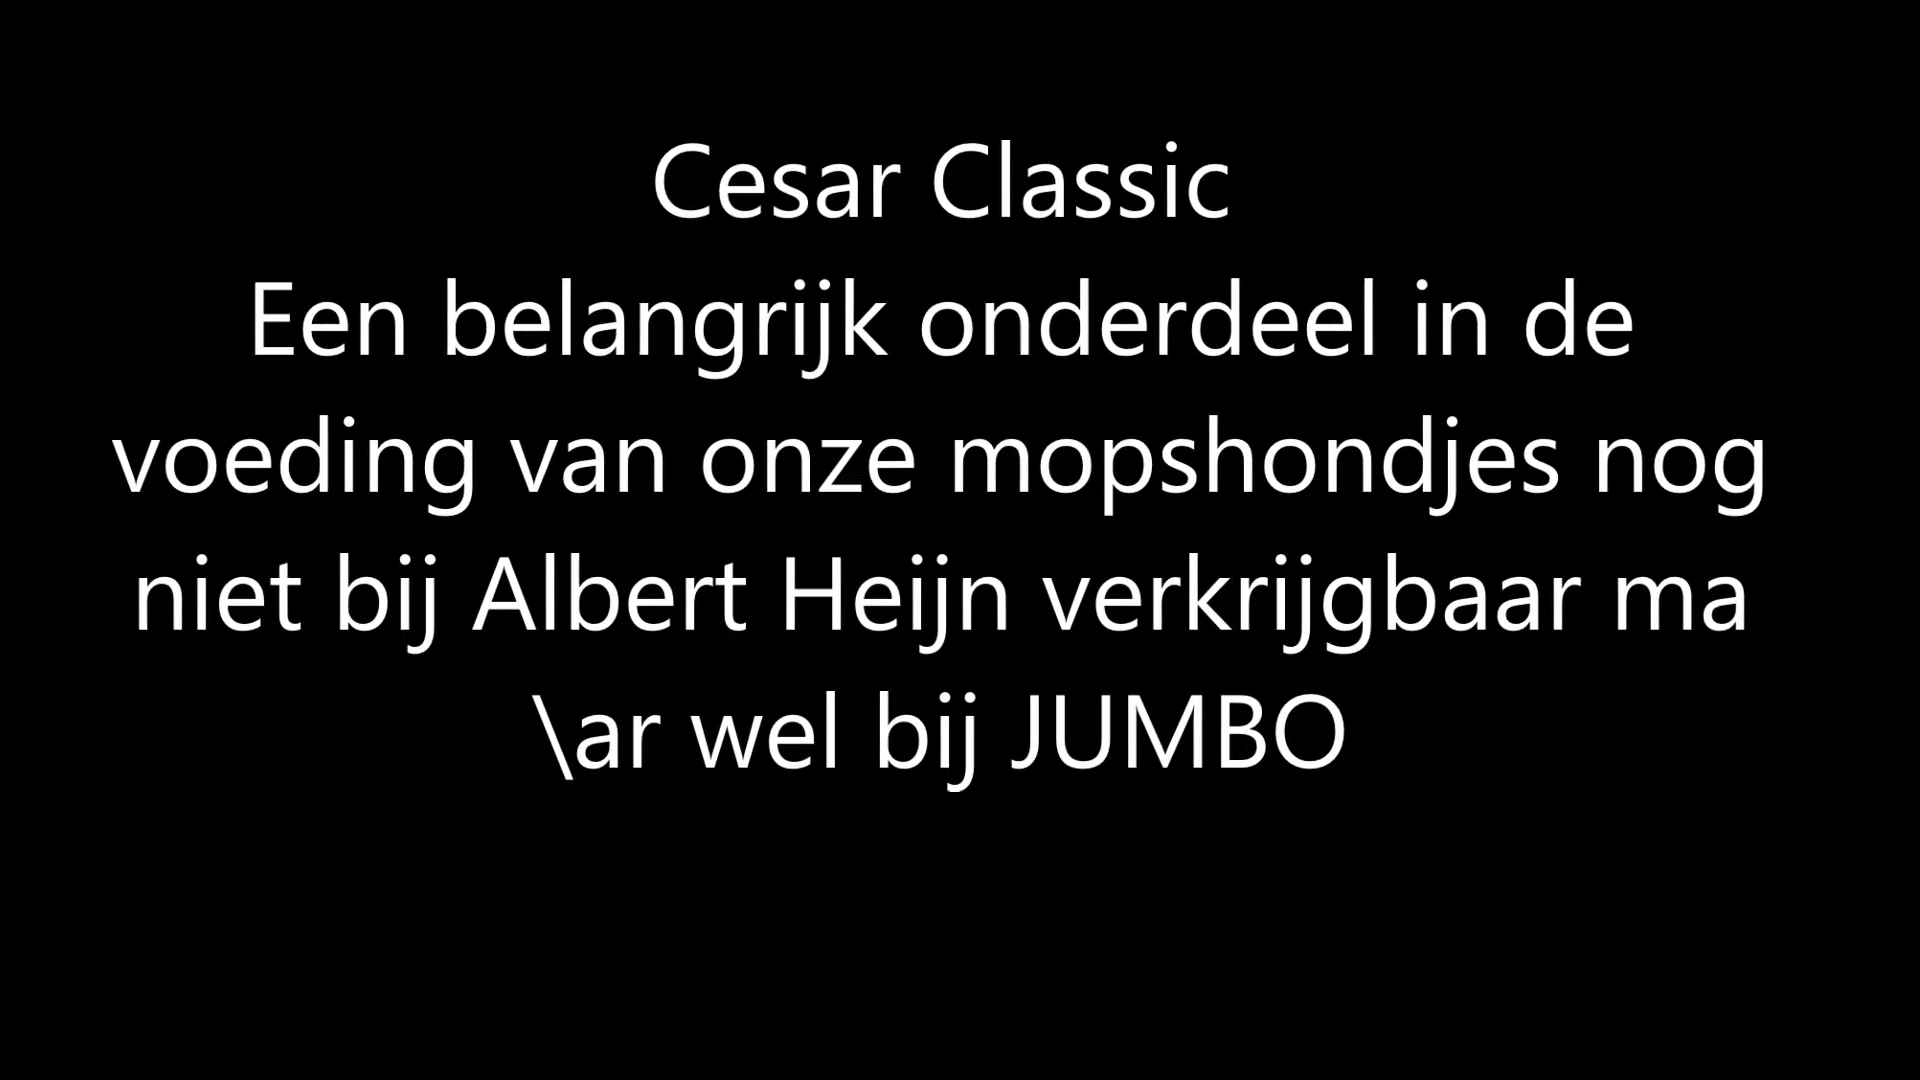 Cesar Classic
Een belangrijk onderdeel in de
voeding van onze mopshondjes nog
niet bij Albert Heijn verkrijgbaar ma
\ar wel bij JUMBO